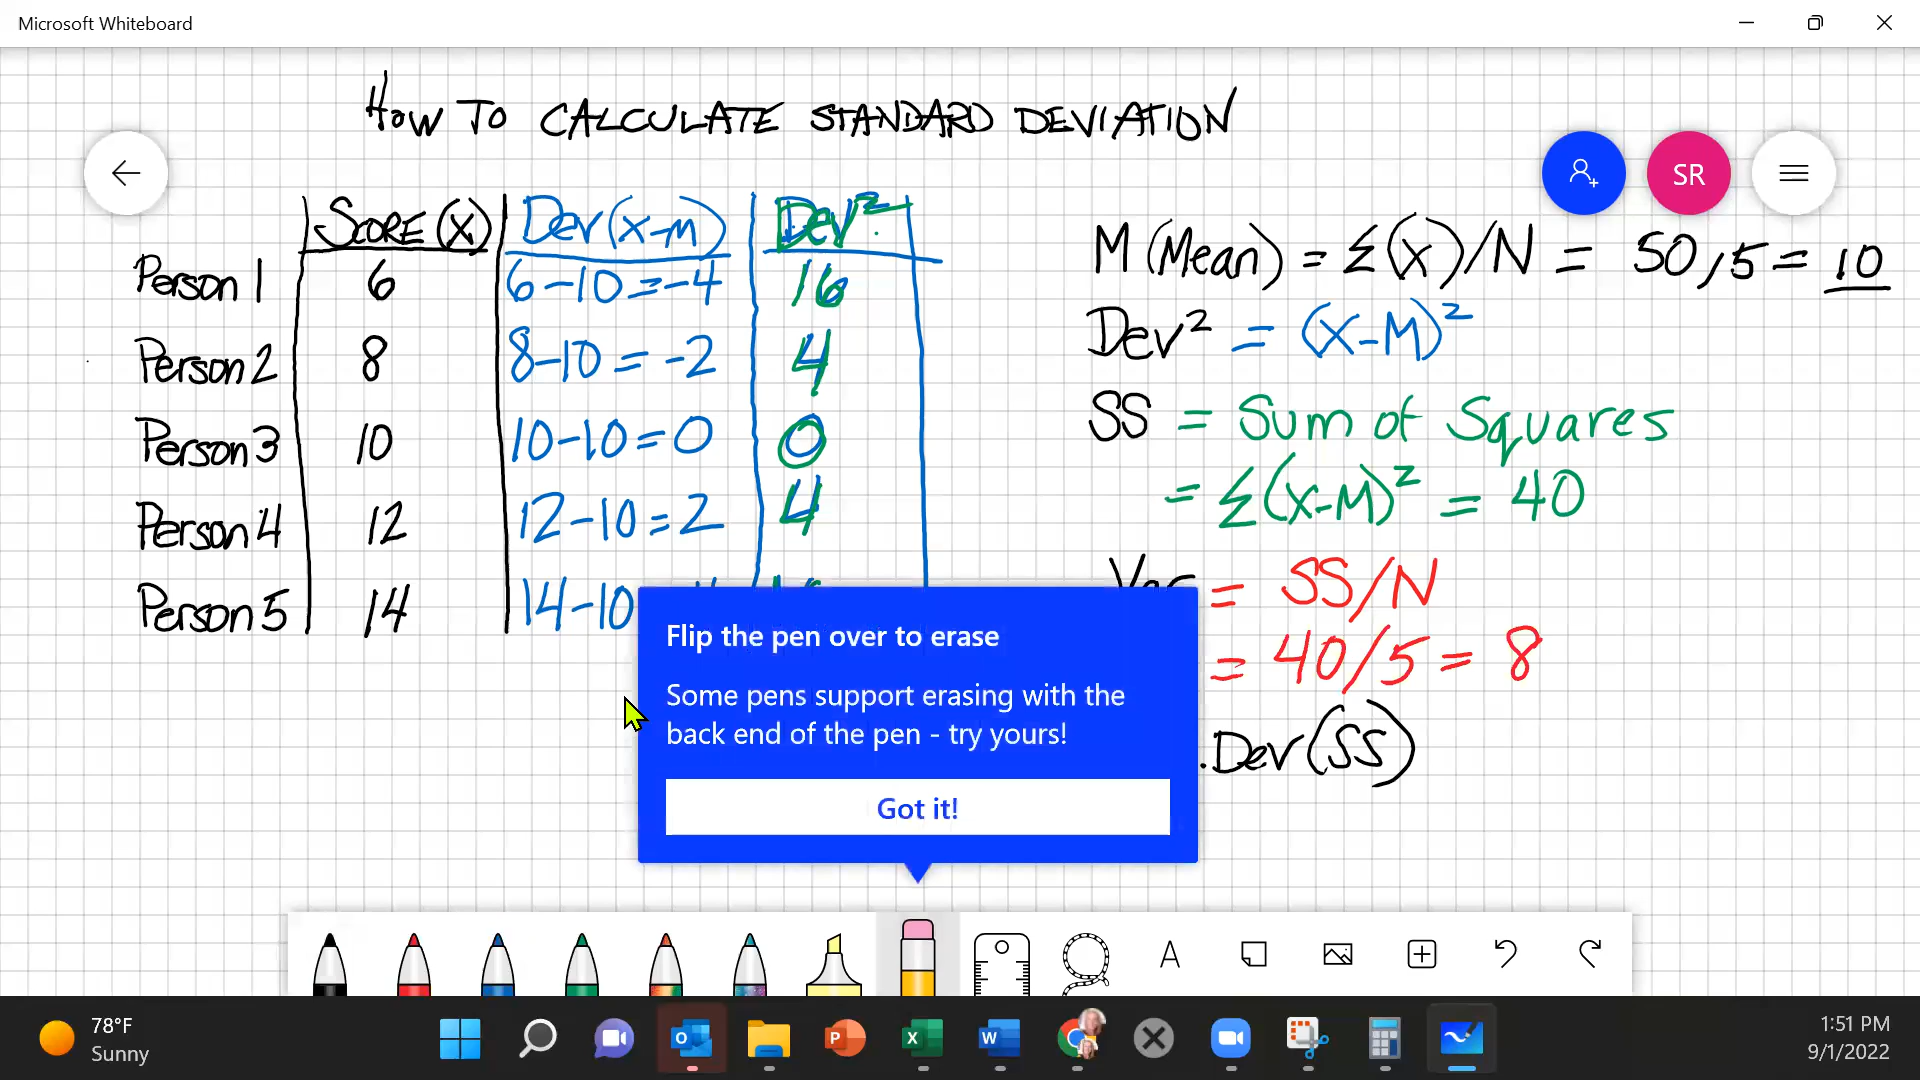 Microsoft Whiteboard
HOW TO CALCULATE STANDARD DEVIATION
SR
SCORE (X) Dev (X-M) Dev²
Person 1 6 6-10=-4 16
Person 2 8 8-10=-2 4
Person 3 10 10-10=0 0
Person 4 12 12-10=2 4
Person 5 14 14-10
M (Mean) = Σ(X)/N = 50/5 = 10
Dev² = (X-M)²
SS = Sum of Squares
= Σ(X-M)² = 40
Var = SS/N
= 40/5 = 8
.Dev(SS)
Flip the pen over to erase
Some pens support erasing with the
back end of the pen - try yours!
Got it!
A
78°F
Sunny
1:51 PM
9/1/2022